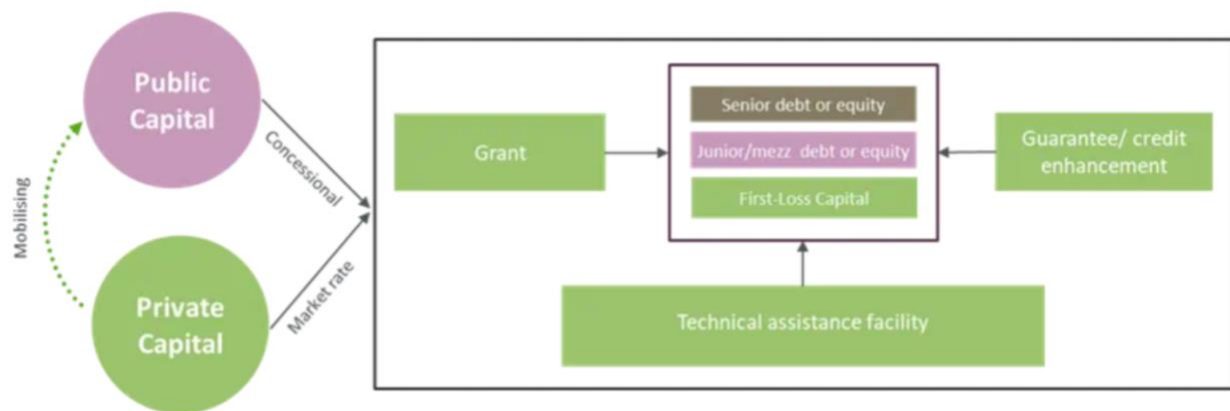 Public
Capital
Concessional
Mobilising
Private
Capital
Market rate
Grant
Senior debt or equity
Junior/mezz debt or equity
First-Loss Capital
Guarantee/ credit
enhancement
Technical assistance facility